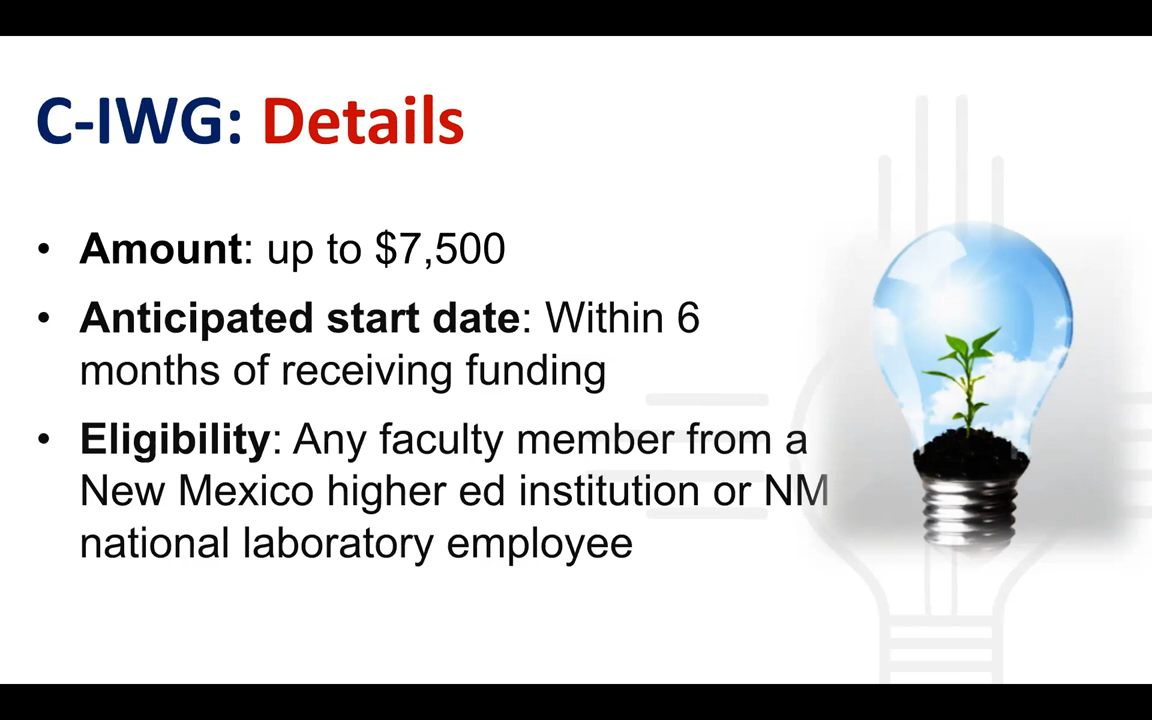 C-IWG: Details
• Amount: up to $7,500
• Anticipated start date: Within 6
months of receiving funding
• Eligibility: Any faculty member from a
New Mexico higher ed institution or NM
national laboratory employee